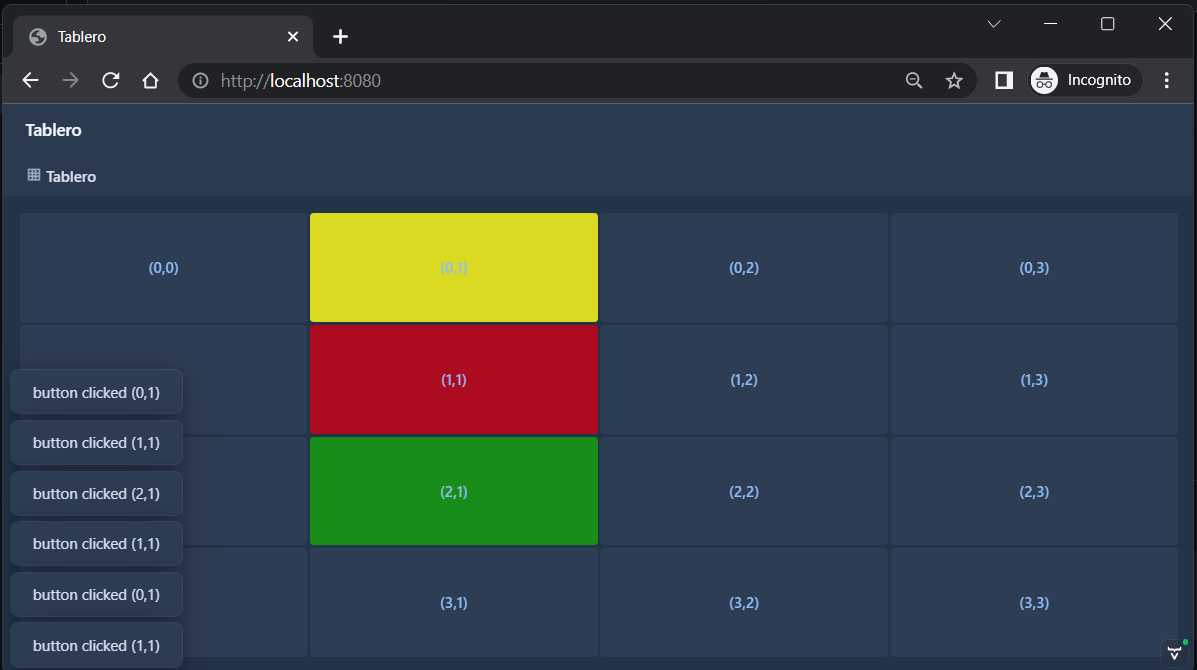 Tablero
http://localhost:8080
Incognito
Tablero
Tablero
(0,0)
(0,1)
(0,2)
(0,3)
(1,1)
(1,2)
(1,3)
(2,1)
(2,2)
(2,3)
(3,1)
(3,2)
(3,3)
button clicked (0,1)
button clicked (1,1)
button clicked (2,1)
button clicked (1,1)
button clicked (0,1)
button clicked (1,1)